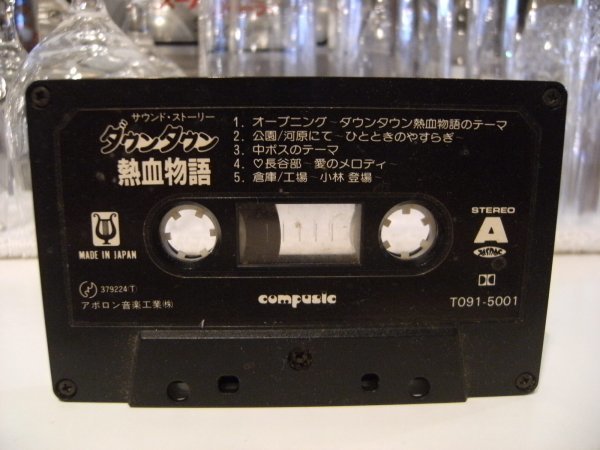 サウンド・ストーリー
ダウンタウン
熱血物語
1. オープニング~ダウンタウン熱血物語のテーマ
2. 公園/河原にて~ひとときのやすらぎ~
3. 中ボスのテーマ
4. ♡長谷部~愛のメロディ~
5. 倉庫/工場~小林 登場~
MADE IN JAPAN
379224 T
アポロン音楽工業(株)
compusic
STEREO
A
T091-5001